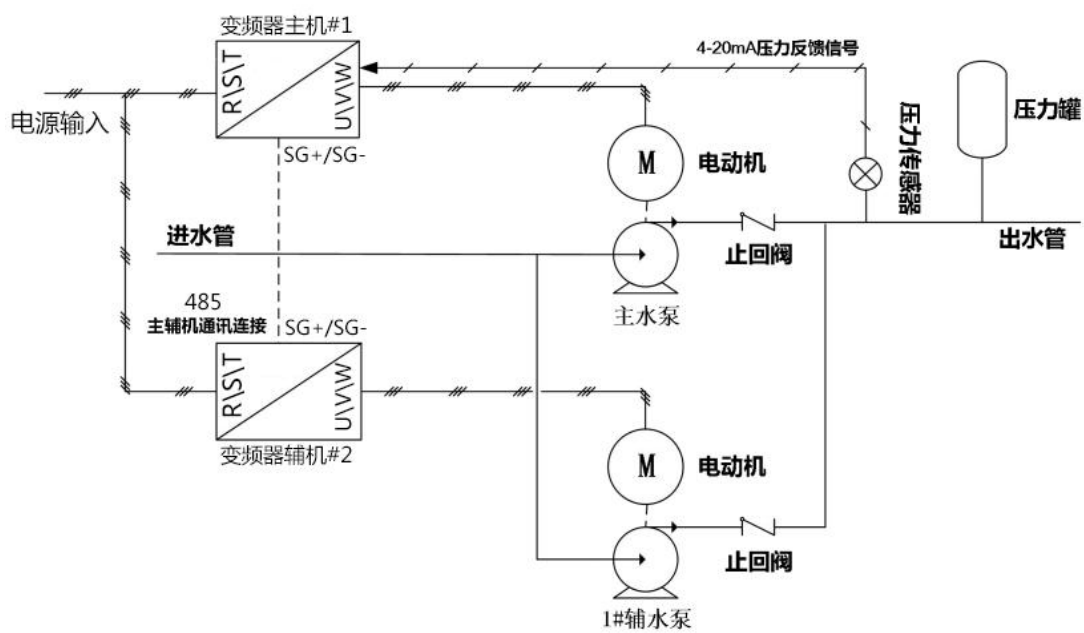 变频器主机#1
4-20mA压力反馈信号
R\S\T
U\V\W
电源输入
压力罐
压力传感器
SG+/SG-
M
电动机
进水管
止回阀
出水管
485
主辅机通讯连接
SG+/SG-
主水泵
R\S\T
U\V\W
变频器辅机#2
M
电动机
止回阀
1#辅水泵